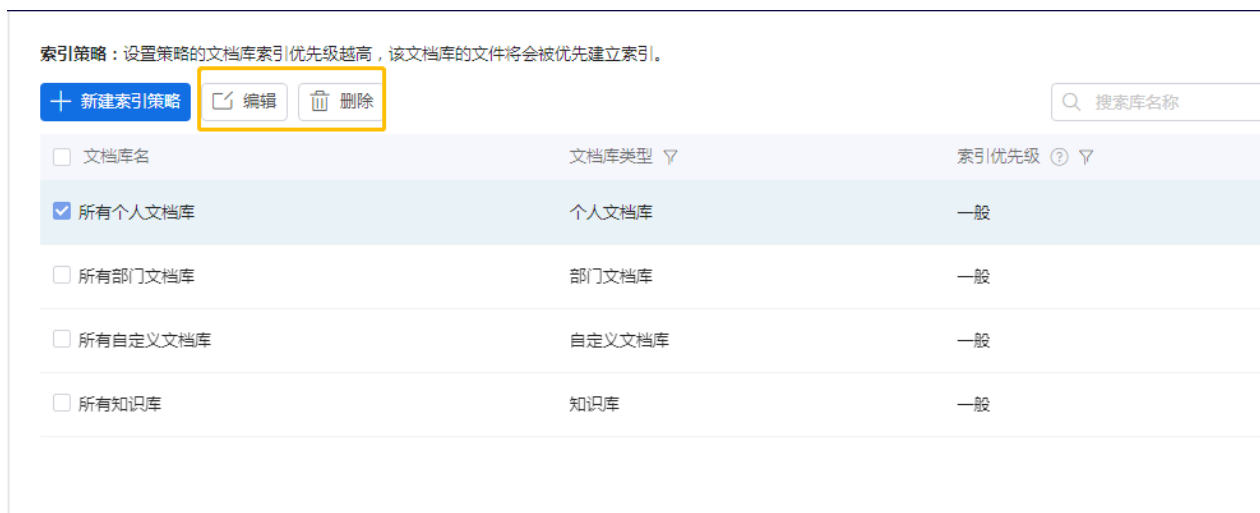 索引策略：设置策略的文档库索引优先级越高，该文档库的文件将会被优先建立索引。
新建索引策略 编辑 删除 搜索库名称
文档库名 文档库类型 索引优先级
所有个人文档库 个人文档库 一般
所有部门文档库 部门文档库 一般
所有自定义文档库 自定义文档库 一般
所有知识库 知识库 一般